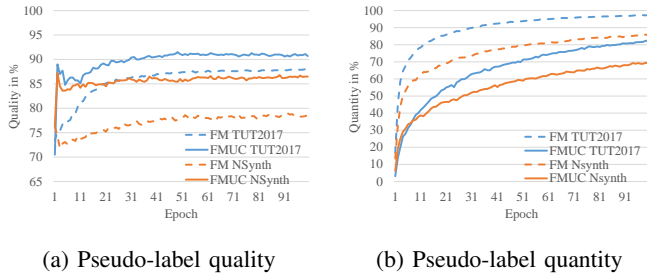 Quality in %
95
90
85
80
75
70
65
FM TUT2017
FMUC TUT2017
FM NSynth
FMUC NSynth
1 11 21 31 41 51 61 71 81 91
Epoch
(a) Pseudo-label quality
Quantity in %
100
90
80
70
60
50
40
30
20
10
0
FM TUT2017
FMUC TUT2017
FM Nsynth
FMUC Nsynth
1 11 21 31 41 51 61 71 81 91
Epoch
(b) Pseudo-label quantity